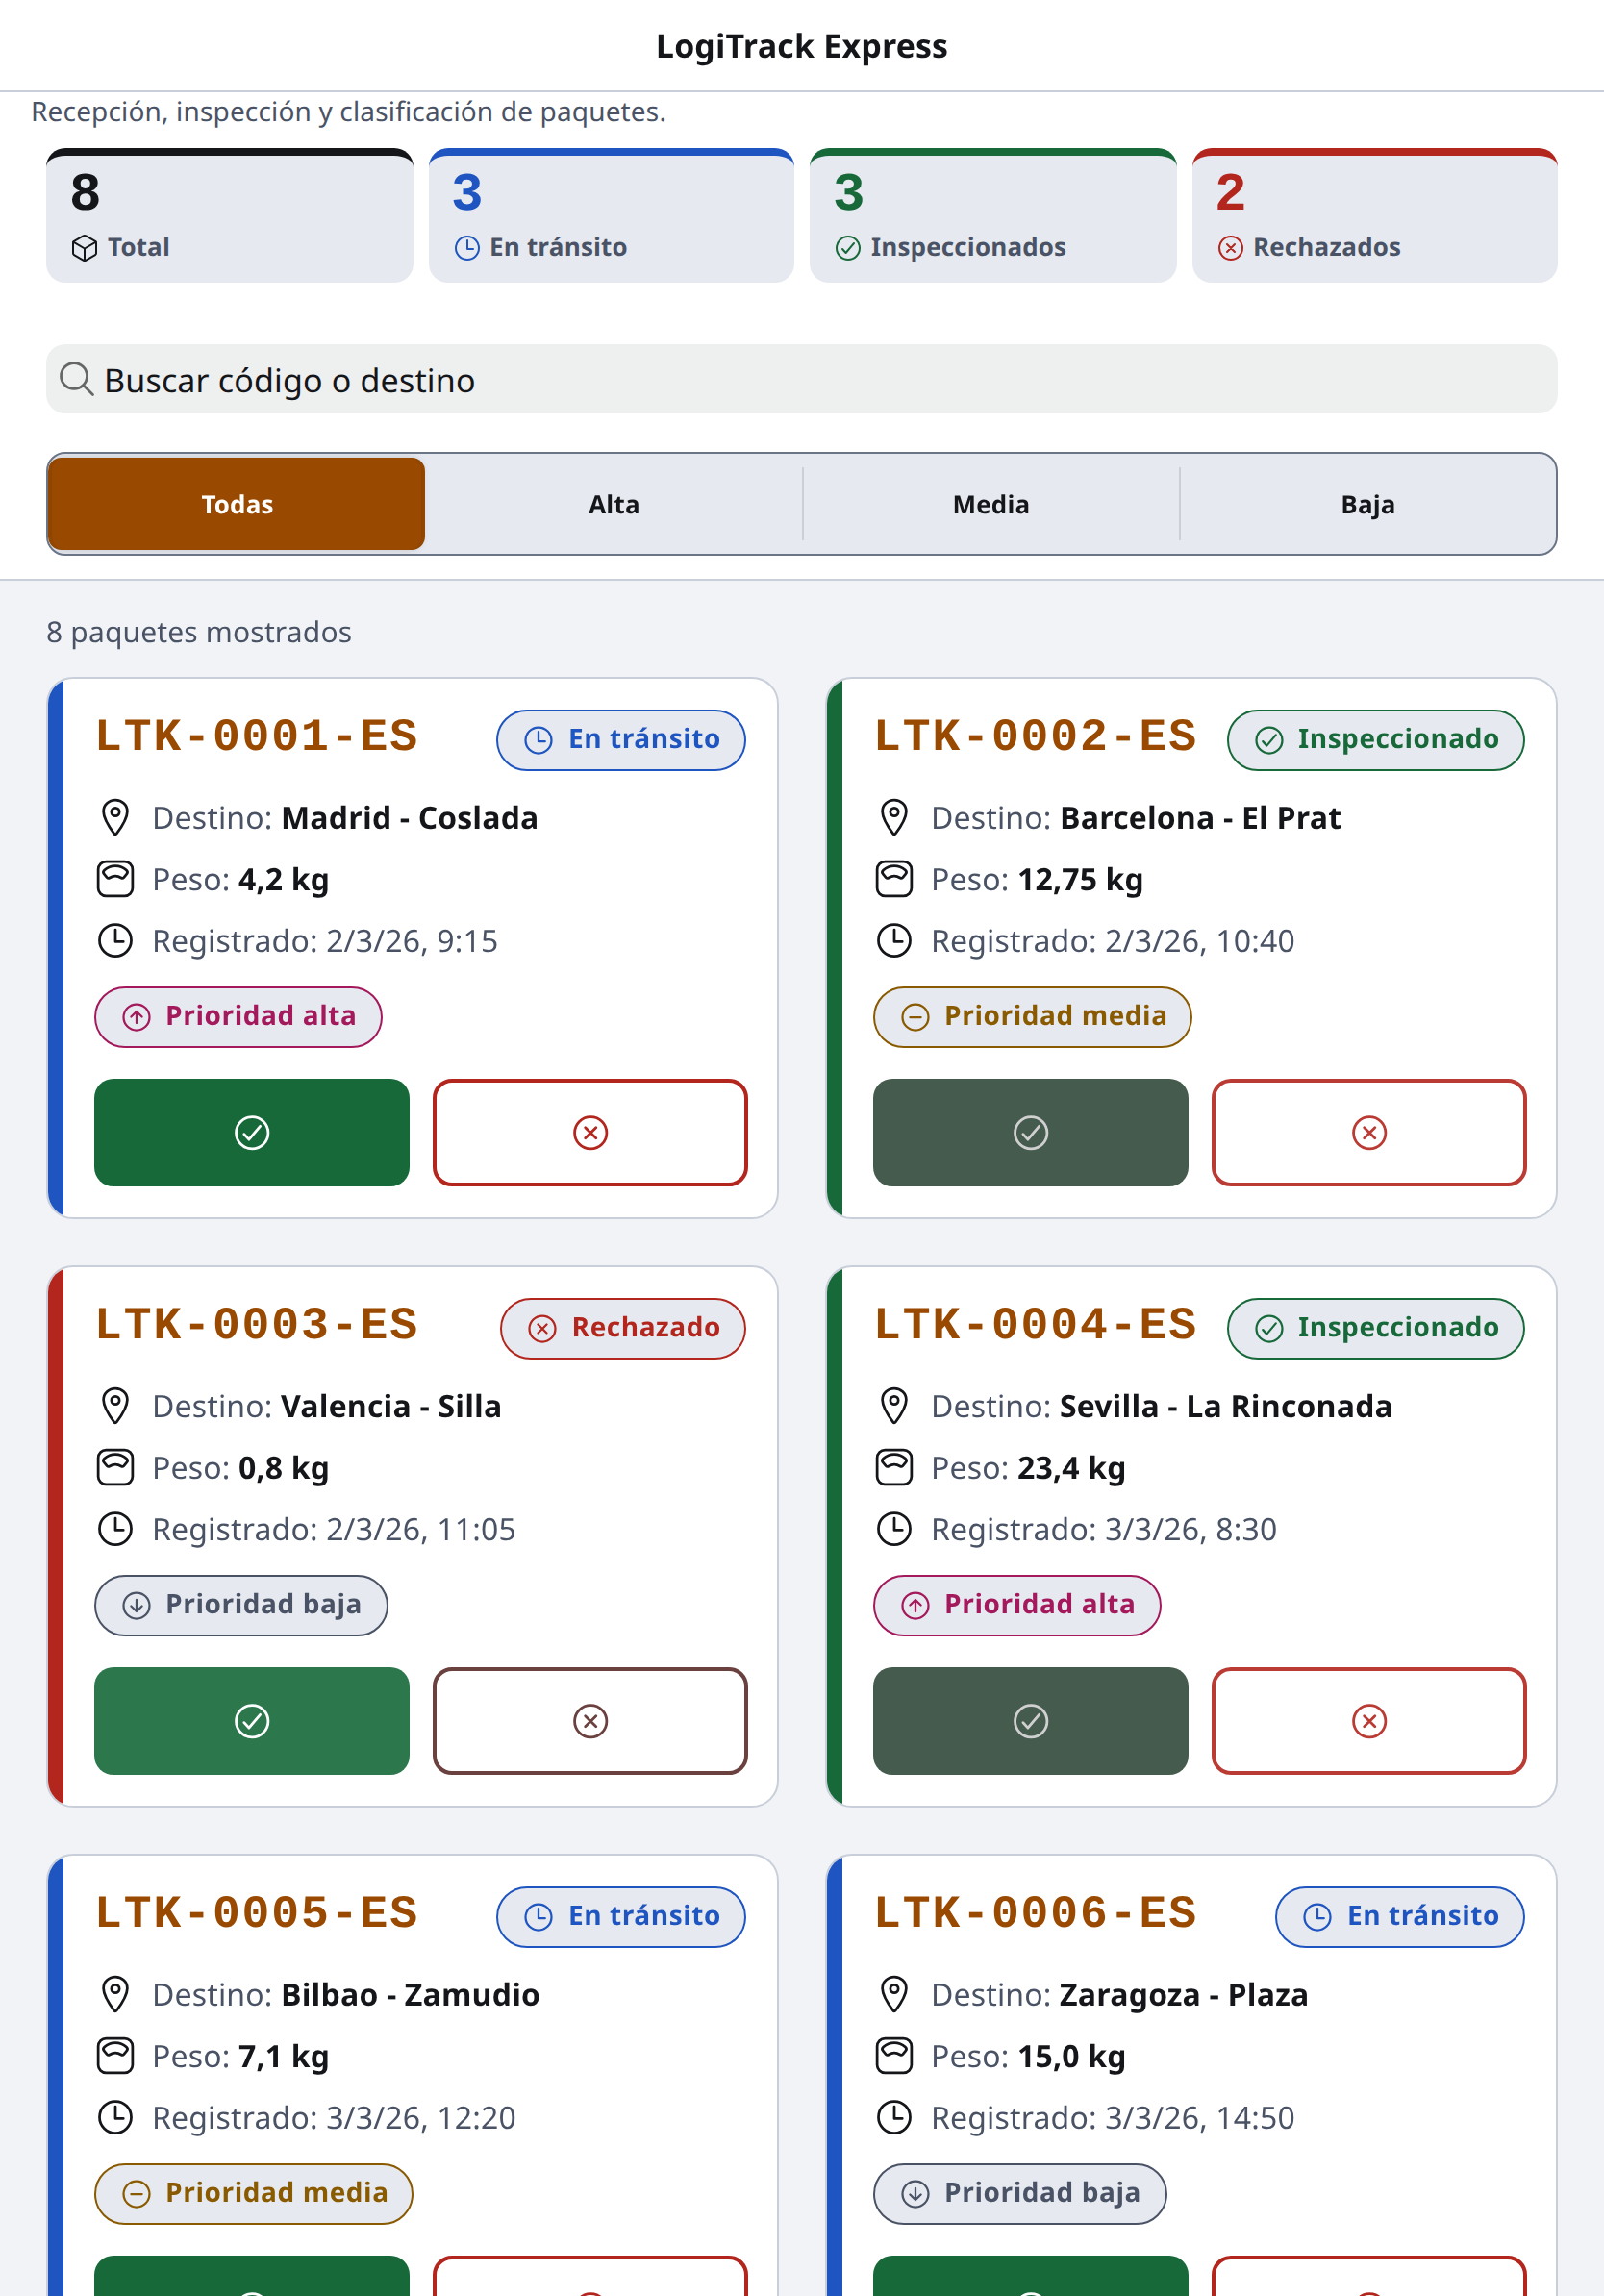 LogiTrack Express
Recepción, inspección y clasificación de paquetes.
8
Total
3
En tránsito
3
Inspeccionados
2
Rechazados
Buscar código o destino
Todas
Alta
Media
Baja
8 paquetes mostrados
LTK-0001-ES
En tránsito
Destino: Madrid - Coslada
Peso: 4,2 kg
Registrado: 2/3/26, 9:15
Prioridad alta
LTK-0002-ES
Inspeccionado
Destino: Barcelona - El Prat
Peso: 12,75 kg
Registrado: 2/3/26, 10:40
Prioridad media
LTK-0003-ES
Rechazado
Destino: Valencia - Silla
Peso: 0,8 kg
Registrado: 2/3/26, 11:05
Prioridad baja
LTK-0004-ES
Inspeccionado
Destino: Sevilla - La Rinconada
Peso: 23,4 kg
Registrado: 3/3/26, 8:30
Prioridad alta
LTK-0005-ES
En tránsito
Destino: Bilbao - Zamudio
Peso: 7,1 kg
Registrado: 3/3/26, 12:20
Prioridad media
LTK-0006-ES
En tránsito
Destino: Zaragoza - Plaza
Peso: 15,0 kg
Registrado: 3/3/26, 14:50
Prioridad baja